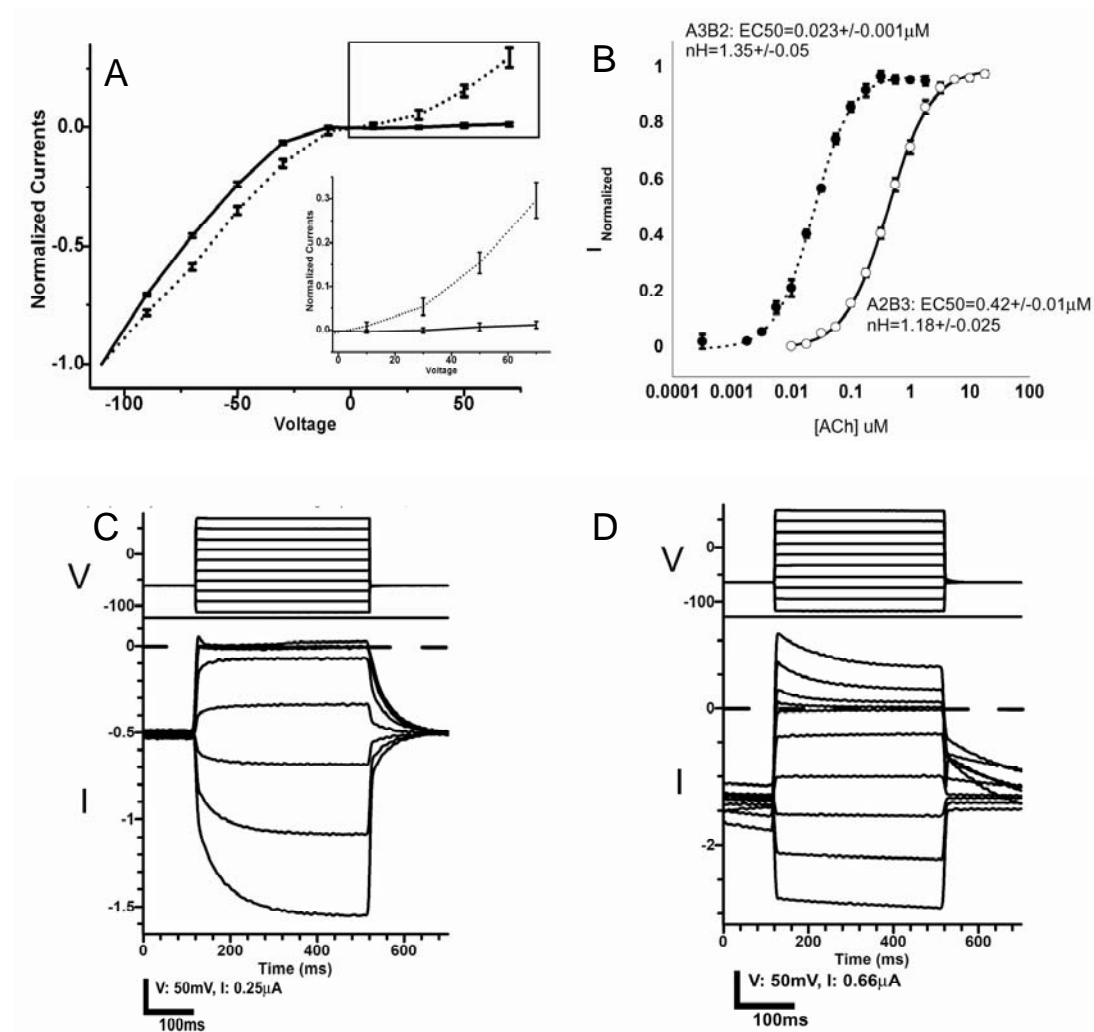 A
Normalized Currents
0.0
-0.5
-1.0
-100
-50
0
50
Voltage
Normalized Currents
0.3
0.2
0.1
0.0
0
20
40
60
Voltage
B
A3B2: EC50=0.023+/-0.001µM
nH=1.35+/-0.05
I Normalized
1
0.8
0.6
0.4
0.2
0
A2B3: EC50=0.42+/-0.01µM
nH=1.18+/-0.025
0.0001
0.001
0.01
0.1
1
10
100
[ACh] uM
C
V
0
-100
I
0
-0.5
-1
-1.5
0
200
400
600
Time (ms)
V: 50mV, I: 0.25µA
100ms
D
V
0
-100
I
0
-2
0
200
400
600
Time (ms)
V: 50mV, I: 0.66µA
100ms